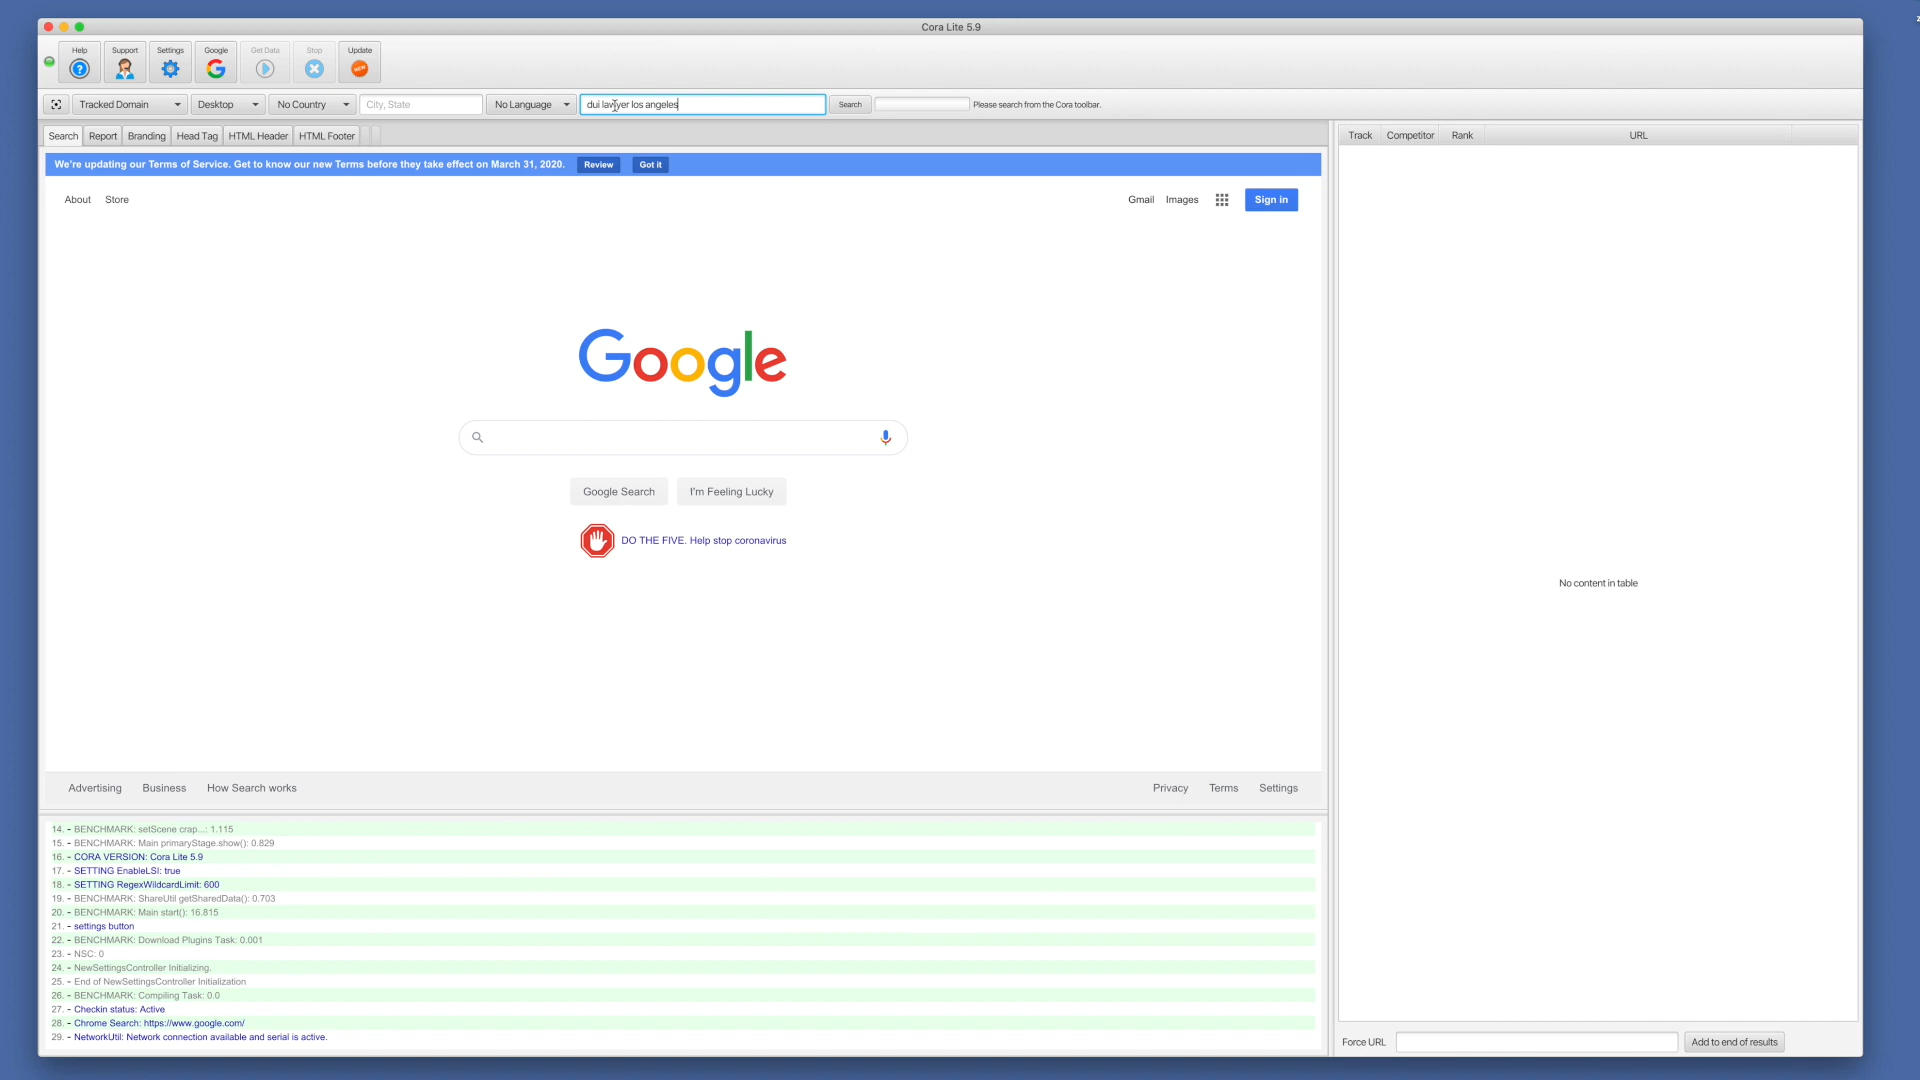 Cora Lite 5.9
Help Support Settings Google Get Data Stop Update
NEW
Tracked Domain Desktop No Country City, State No Language dui lawyer los angeles Search Please search from the Cora toolbar.
Search Report Branding Head Tag HTML Header HTML Footer
Track Competitor Rank URL
We're updating our Terms of Service. Get to know our new Terms before they take effect on March 31, 2020. Review Got it
About Store
Gmail Images Sign in
Google
Google Search I'm Feeling Lucky
DO THE FIVE. Help stop coronavirus
No content in table
Advertising Business How Search works
Privacy Terms Settings
14. - BENCHMARK: setScene crap...: 1.115
15. - BENCHMARK: Main primaryStage.show(): 0.829
16. - CORA VERSION: Cora Lite 5.9
17. - SETTING EnableLSI: true
18. - SETTING RegexWildcardLimit: 600
19. - BENCHMARK: ShareUtil getSharedData(): 0.703
20. - BENCHMARK: Main start(): 16.815
21. - settings button
22. - BENCHMARK: Download Plugins Task: 0.001
23. - NSC: 0
24. - NewSettingsController Initializing.
25. - End of NewSettingsController Initialization
26. - BENCHMARK: Compiling Task: 0.0
27. - Checkin status: Active
28. - Chrome Search: https://www.google.com/
29. - NetworkUtil: Network connection available and serial is active.
Force URL Add to end of results